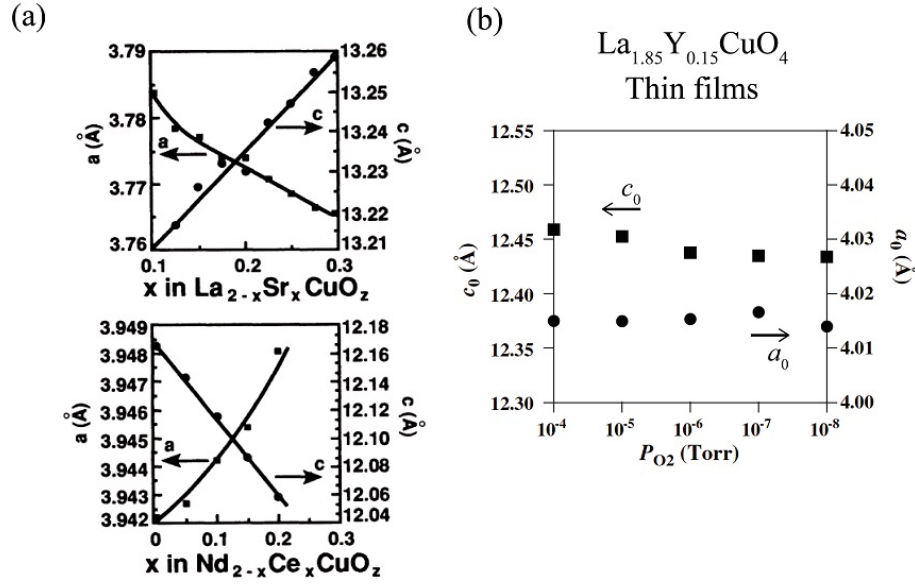 (a)
3.79
3.78
3.77
3.76
a (Å)
a
c
13.26
13.25
13.24
13.23
13.22
13.21
c (Å)
0.1 0.2 0.3
x in La₂₋ₓSrₓCuO_z
3.949
3.948
3.947
3.946
3.945
3.944
3.943
3.942
a (Å)
a
c
12.18
12.16
12.14
12.12
12.10
12.08
12.06
12.04
c (Å)
0 0.1 0.2 0.3
x in Nd₂₋ₓCeₓCuO_z
(b)
La₁.₈₅Y₀.₁₅CuO₄
Thin films
12.55
12.50
12.45
12.40
12.35
12.30
c₀ (Å)
c₀
a₀
4.05
4.04
4.03
4.02
4.01
4.00
a₀ (Å)
10⁻⁴ 10⁻⁵ 10⁻⁶ 10⁻⁷ 10⁻⁸
P_O2 (Torr)